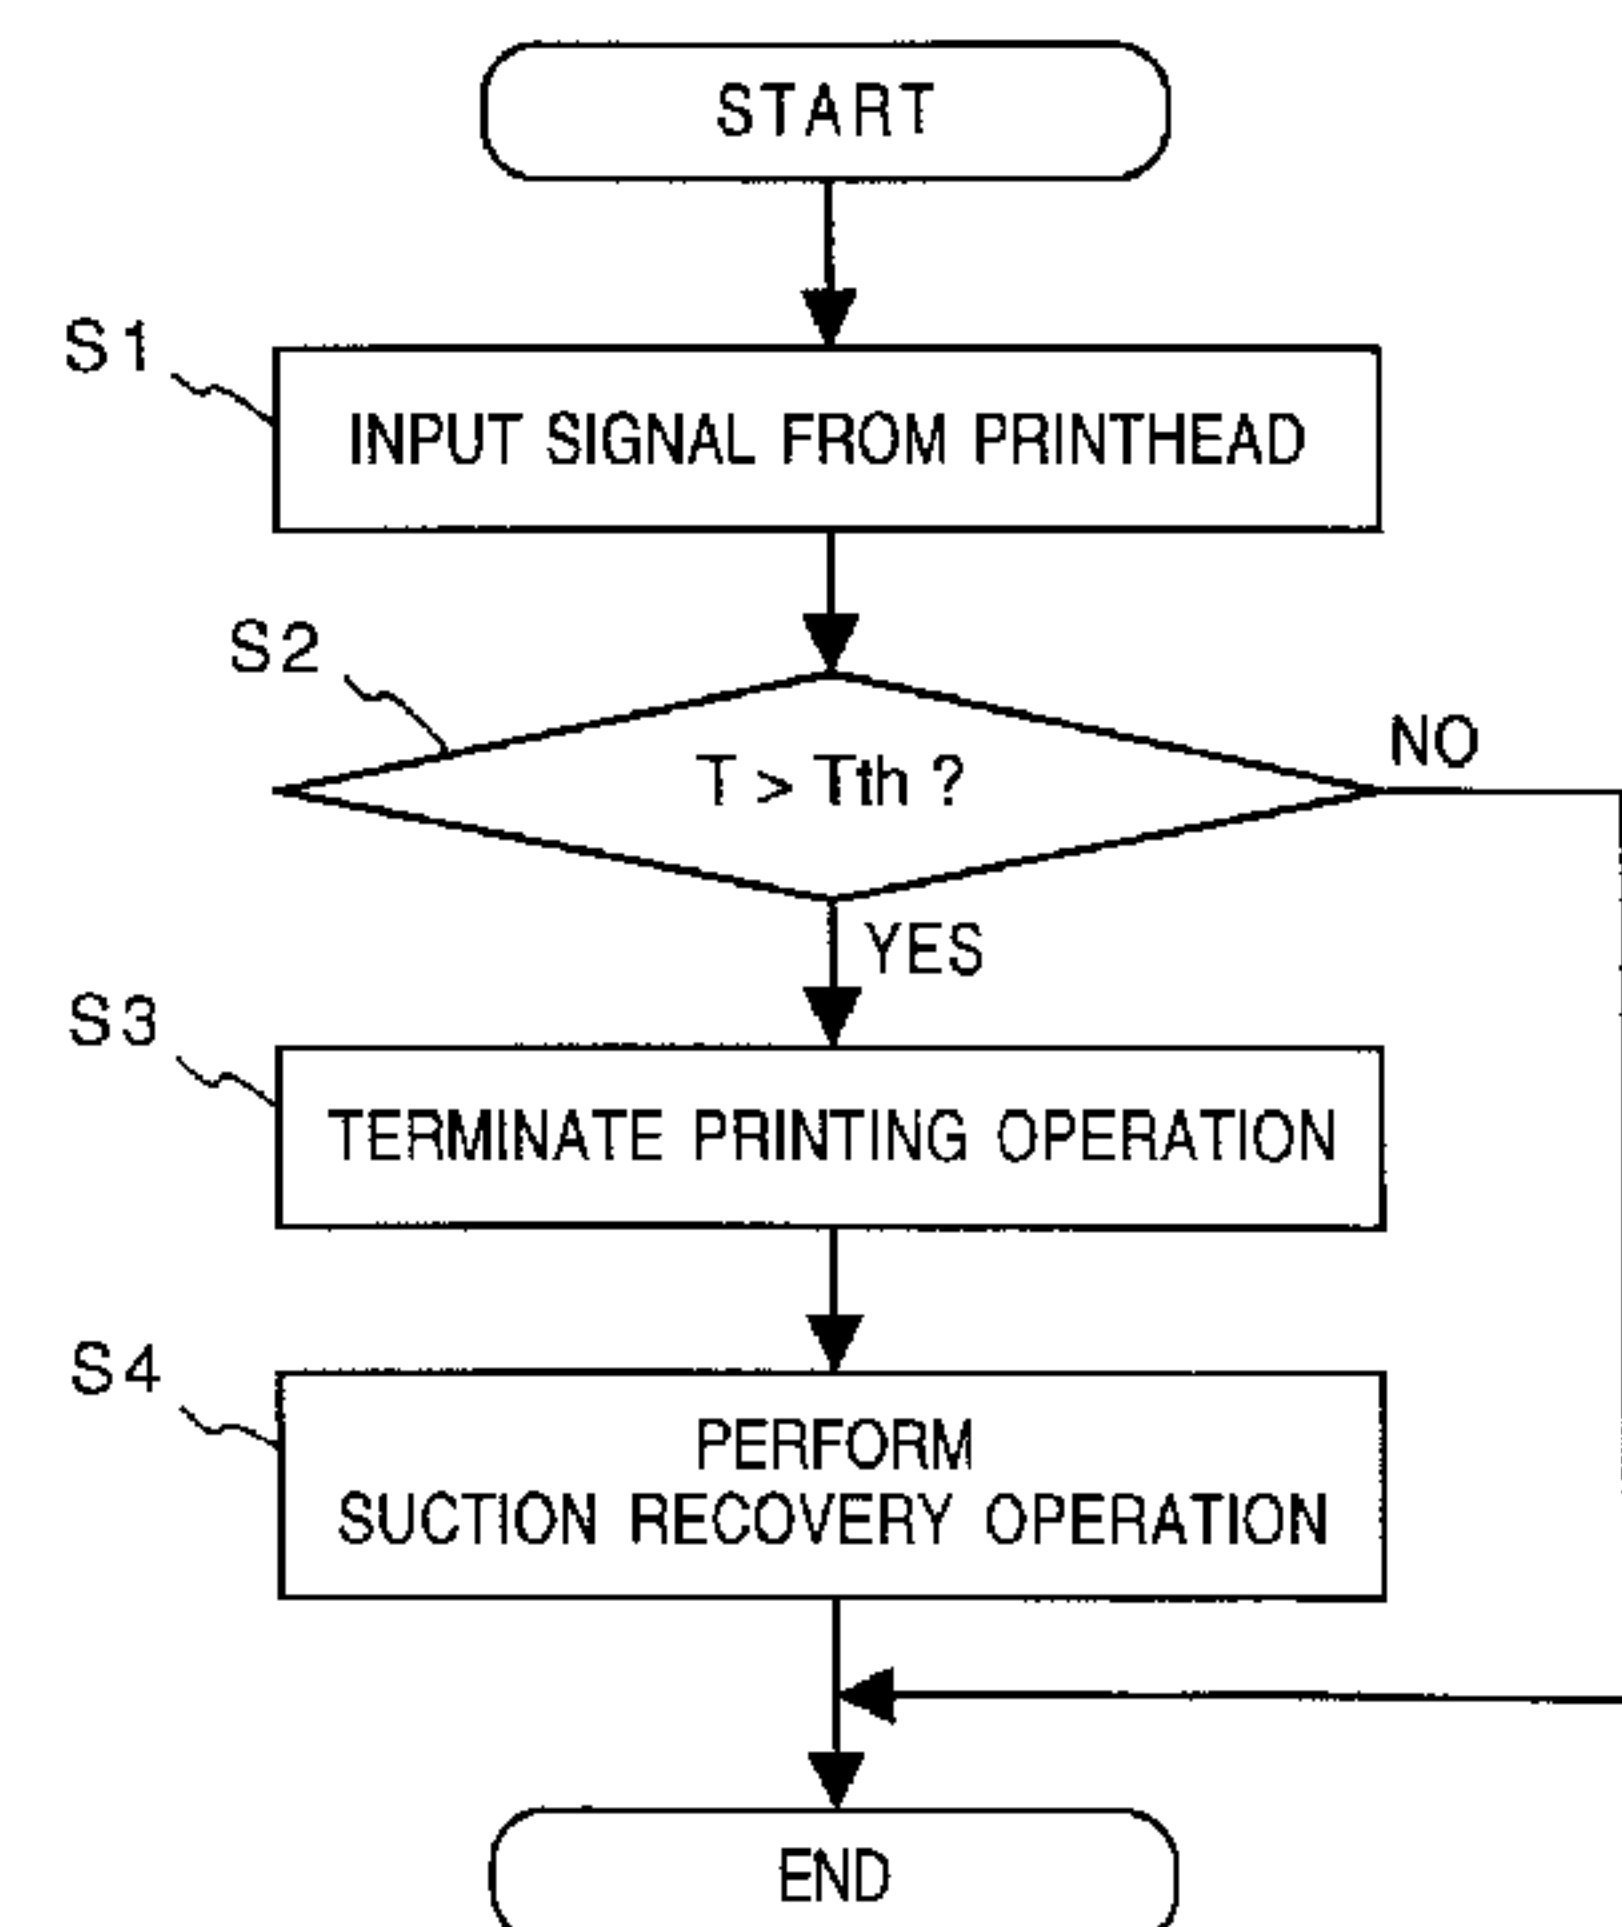 START
S1
INPUT SIGNAL FROM PRINTHEAD
S2
T > Tth ?
NO
YES
S3
TERMINATE PRINTING OPERATION
S4
PERFORM
SUCTION RECOVERY OPERATION
END